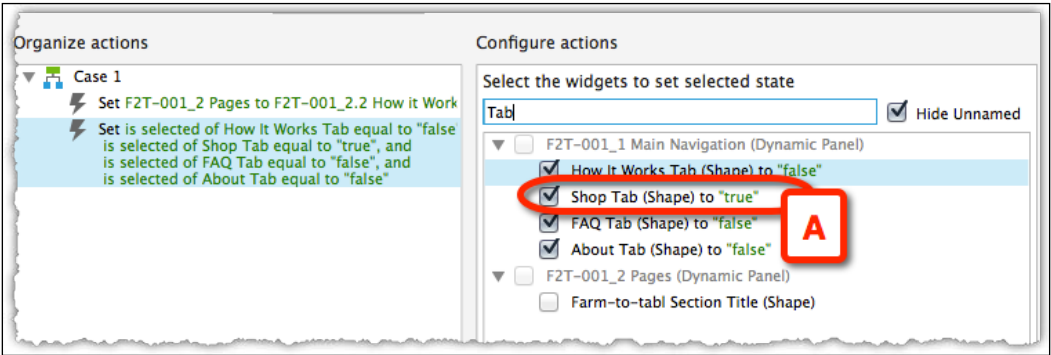 Organize actions
Case 1
Set F2T-001_2 Pages to F2T-001_2.2 How it Work
Set is selected of How It Works Tab equal to "false"
is selected of Shop Tab equal to "true", and
is selected of FAQ Tab equal to "false", and
is selected of About Tab equal to "false"
Configure actions
Select the widgets to set selected state
Tab
Hide Unnamed
F2T-001_1 Main Navigation (Dynamic Panel)
How It Works Tab (Shape) to "false"
Shop Tab (Shape) to "true"
FAQ Tab (Shape) to "false"
About Tab (Shape) to "false"
A
F2T-001_2 Pages (Dynamic Panel)
Farm-to-tabl Section Title (Shape)